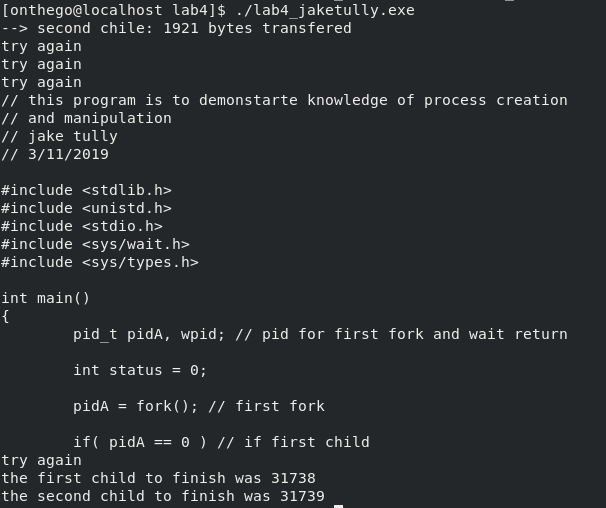 [onthego@localhost lab4]$ ./lab4_jaketully.exe
--> second chile: 1921 bytes transfered
try again
try again
try again
// this program is to demonstarte knowledge of process creation
// and manipulation
// jake tully
// 3/11/2019
#include <stdlib.h>
#include <unistd.h>
#include <stdio.h>
#include <sys/wait.h>
#include <sys/types.h>
int main()
{
pid_t pidA, wpid; // pid for first fork and wait return
int status = 0;
pidA = fork(); // first fork
if( pidA == 0 ) // if first child
try again
the first child to finish was 31738
the second child to finish was 31739